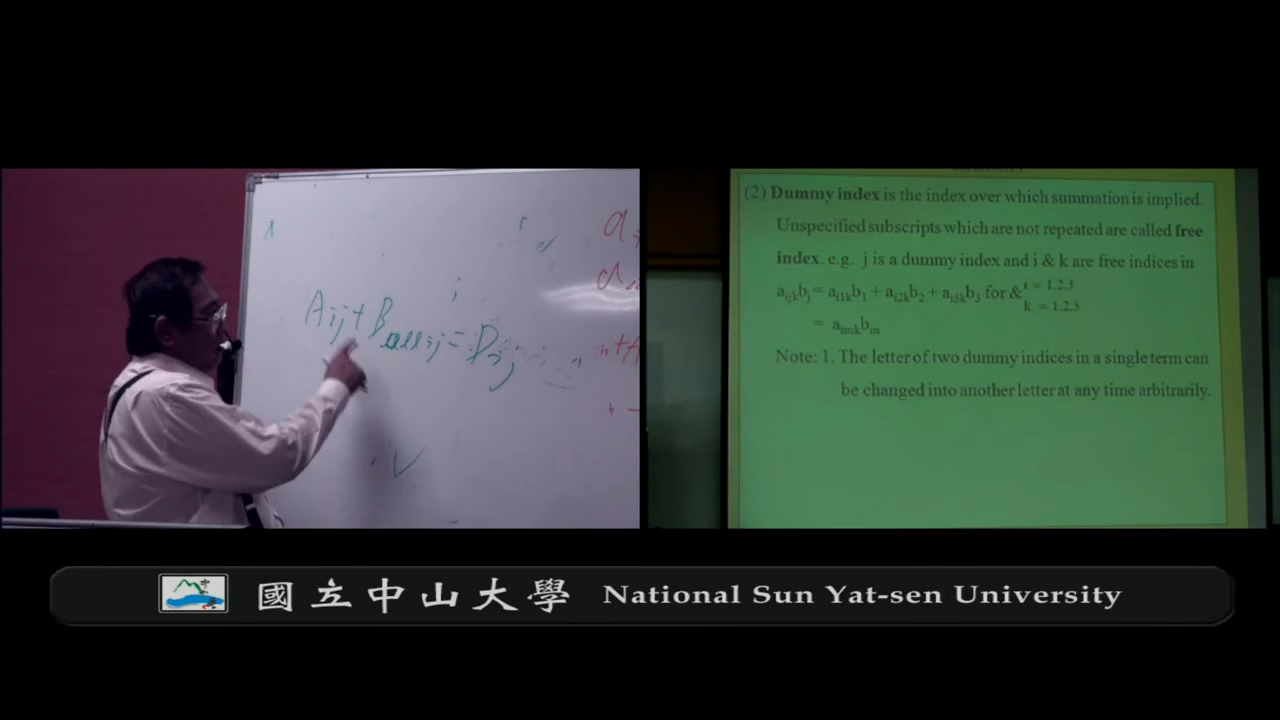 Aij + Bllij = Dij
(2) Dummy index is the index over which summation is implied.
Unspecified subscripts which are not repeated are called free
index. e.g. j is a dummy index and i & k are free indices in
aijkbj = ai1kb1 + ai2kb2 + ai3kb3 for & i = 1,2,3
k = 1,2,3
= aimkbm
Note: 1. The letter of two dummy indices in a single term can
be changed into another letter at any time arbitrarily.
國立中山大學 National Sun Yat-sen University